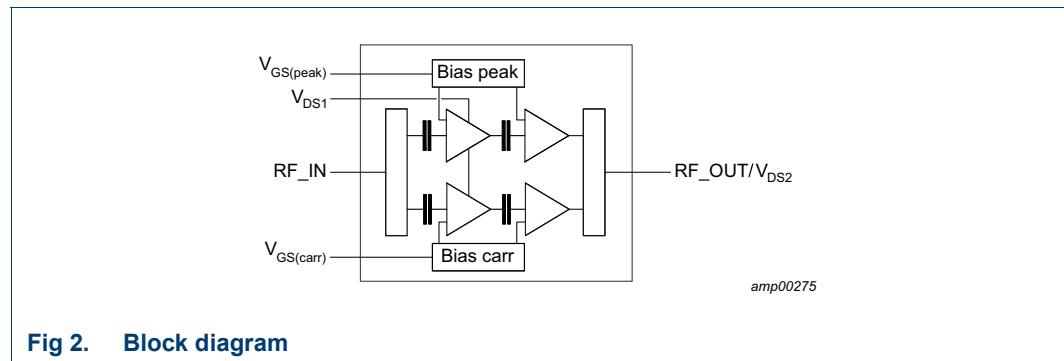 V_GS(peak)
Bias peak
V_DS1
RF_IN
RF_OUT/V_DS2
V_GS(carr)
Bias carr
amp00275
Fig 2. Block diagram